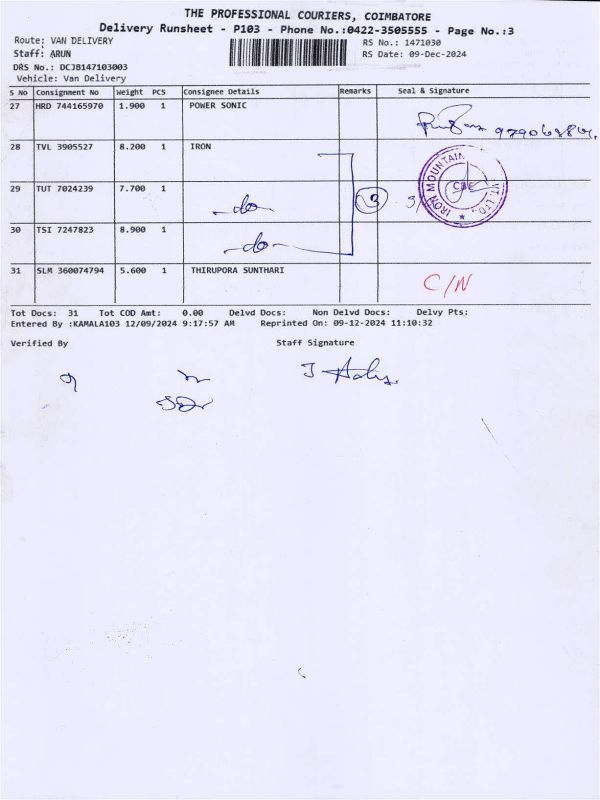 THE PROFESSIONAL COURIERS, COIMBATORE
Delivery Runsheet - P103 - Phone No.:0422-3505555 - Page No.:3
Route: VAN DELIVERY
RS No.: 1471030
Staff: ARUN
RS Date: 09-Dec-2024
DRS No.: DCJB147103003
Vehicle: Van Delivery
S No Consignment No Weight PCS Consignee Details Remarks Seal & Signature
27 HRD 744165970 1.900 1 POWER SONIC
28 TVL 3905527 8.200 1 IRON
IRON MOUNTAIN
CBE
29 TUT 7024239 7.700 1 -do- 3
30 TSI 7247823 8.900 1 -do-
31 SLM 360074794 5.600 1 THIRUPORA SUNTHARI C/N
Tot Docs: 31 Tot COD Amt: 0.00 Delvd Docs: Non Delvd Docs: Delvy Pts:
Entered By :KAMALA103 12/09/2024 9:17:57 AM Reprinted On: 09-12-2024 11:10:32
Verified By Staff Signature